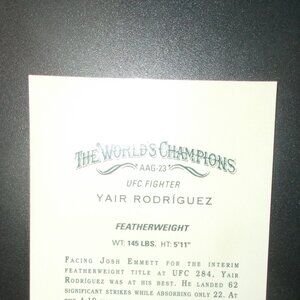 THE WORLD'S CHAMPIONS
AAG-23
UFC FIGHTER
YAIR RODRÍGUEZ
FEATHERWEIGHT
WT: 145 LBS. HT: 5'11"
FACING JOSH EMMETT FOR THE INTERIM
FEATHERWEIGHT TITLE AT UFC 284, YAIR
RODRÍGUEZ WAS AT HIS BEST. HE LANDED 62
SIGNIFICANT STRIKES WHILE ABSORBING ONLY 22. AT